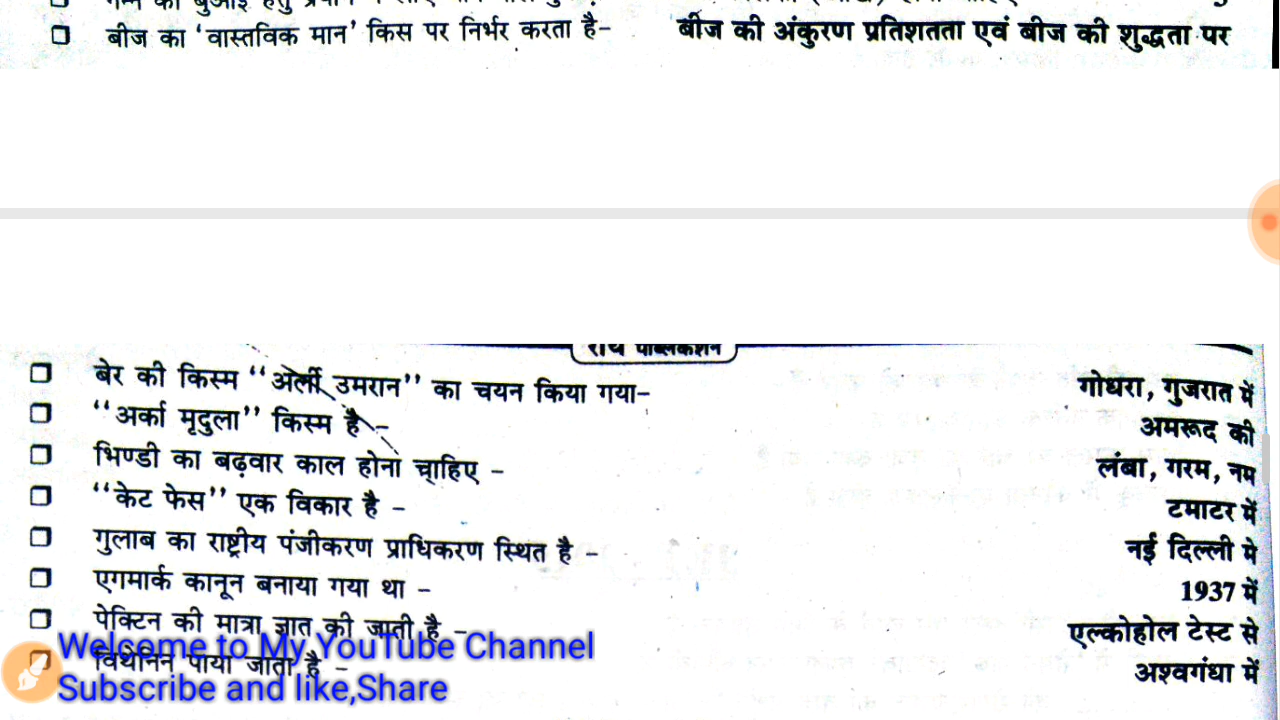 बीज का ‘वास्तविक मान’ किस पर निर्भर करता है- बीज की अंकुरण प्रतिशतता एवं बीज की शुद्धता पर
राय पब्लिकेशन
बेर की किस्म ‘‘अर्ली उमरान’’ का चयन किया गया- गोधरा, गुजरात में
‘‘अर्का मृदुला’’ किस्म है - अमरूद की
भिण्डी का बढ़वार काल होना चाहिए - लंबा, गरम, नम
‘‘केट फेस’’ एक विकार है - टमाटर में
गुलाब का राष्ट्रीय पंजीकरण प्राधिकरण स्थित है - नई दिल्ली मे
एगमार्क कानून बनाया गया था - 1937 में
पेक्टिन की मात्रा ज्ञात की जाती है - एल्कोहोल टेस्ट से
Welcome to My YouTube Channel
विथेनिन पाया जाता है - अश्वगंधा में
Subscribe and like,Share